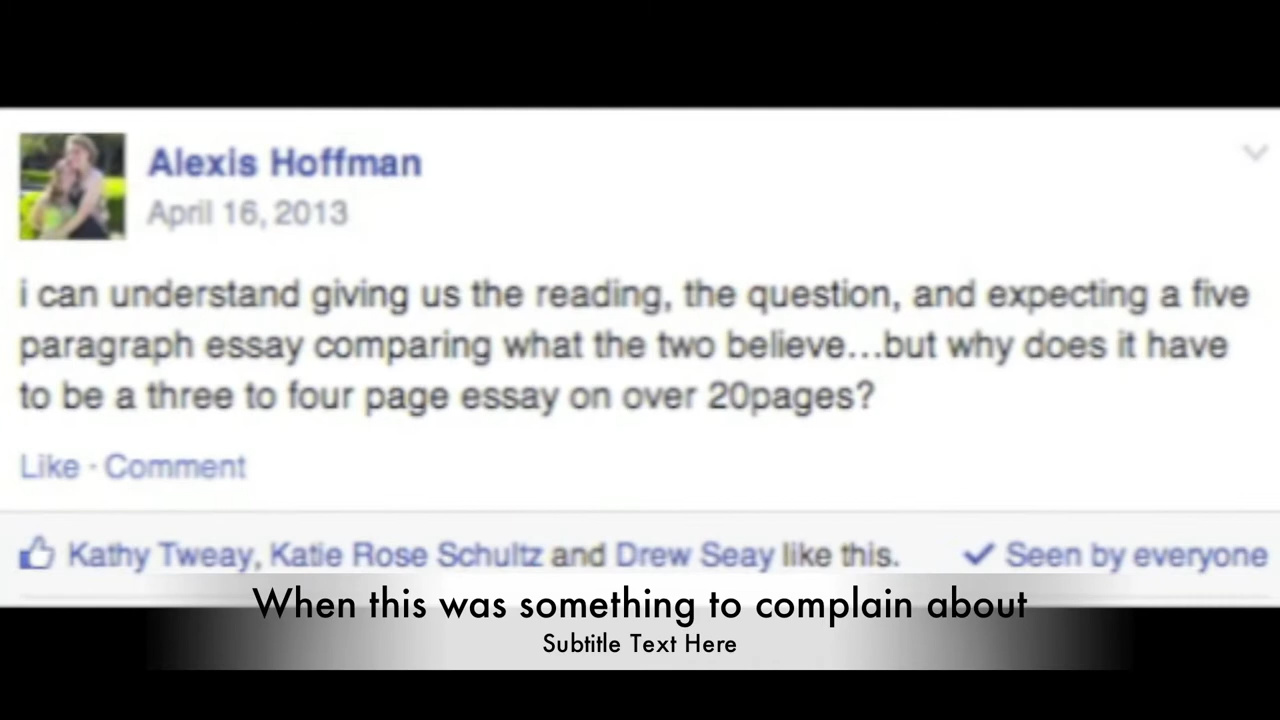 Alexis Hoffman
April 16, 2013
i can understand giving us the reading, the question, and expecting a five
paragraph essay comparing what the two believe...but why does it have
to be a three to four page essay on over 20pages?
Like · Comment
Kathy Tweay, Katie Rose Schultz and Drew Seay like this. Seen by everyone
When this was something to complain about
Subtitle Text Here